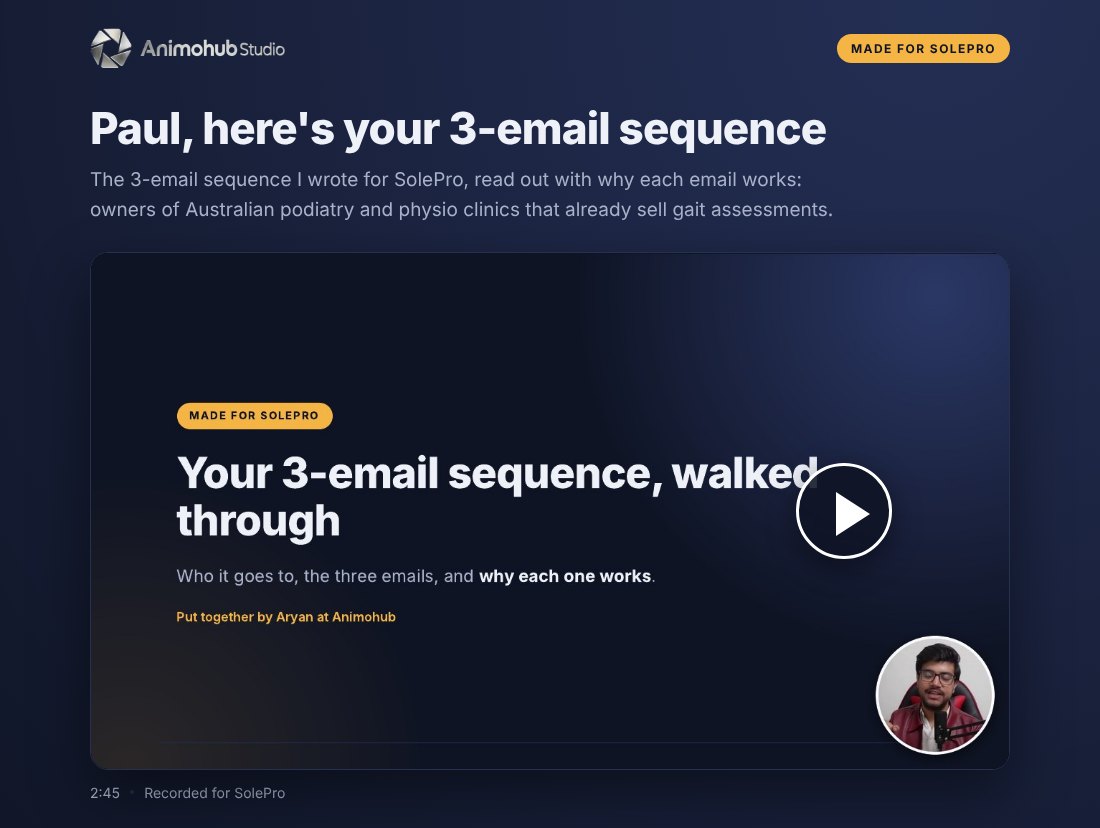 Animohub Studio
MADE FOR SOLEPRO
Paul, here's your 3-email sequence
The 3-email sequence I wrote for SolePro, read out with why each email works:
owners of Australian podiatry and physio clinics that already sell gait assessments.
MADE FOR SOLEPRO
Your 3-email sequence, walked
through
Who it goes to, the three emails, and why each one works.
Put together by Aryan at Animohub
2:45 · Recorded for SolePro